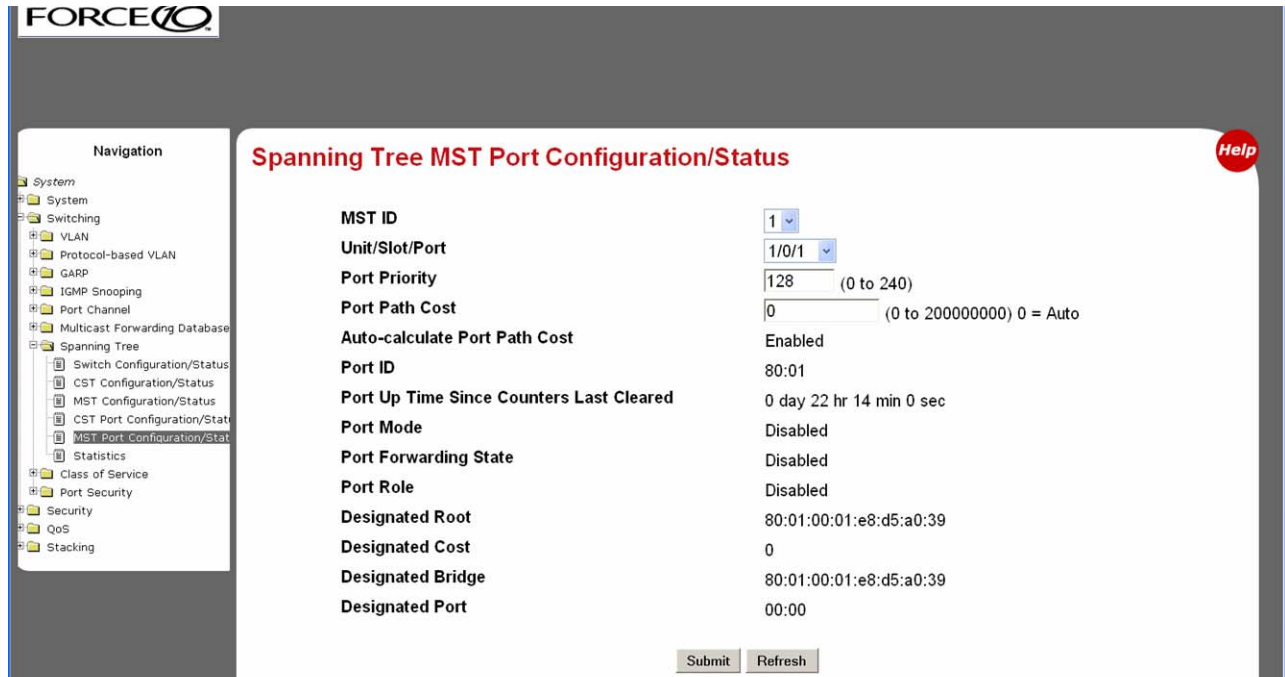 FORCE10
Navigation
System
System
Switching
VLAN
Protocol-based VLAN
GARP
IGMP Snooping
Port Channel
Multicast Forwarding Database
Spanning Tree
Switch Configuration/Status
CST Configuration/Status
MST Configuration/Status
CST Port Configuration/Stat
MST Port Configuration/Stat
Statistics
Class of Service
Port Security
Security
QoS
Stacking
Spanning Tree MST Port Configuration/Status
Help
MST ID 1
Unit/Slot/Port 1/0/1
Port Priority 128 (0 to 240)
Port Path Cost 0 (0 to 200000000) 0 = Auto
Auto-calculate Port Path Cost Enabled
Port ID 80:01
Port Up Time Since Counters Last Cleared 0 day 22 hr 14 min 0 sec
Port Mode Disabled
Port Forwarding State Disabled
Port Role Disabled
Designated Root 80:01:00:01:e8:d5:a0:39
Designated Cost 0
Designated Bridge 80:01:00:01:e8:d5:a0:39
Designated Port 00:00
Submit Refresh